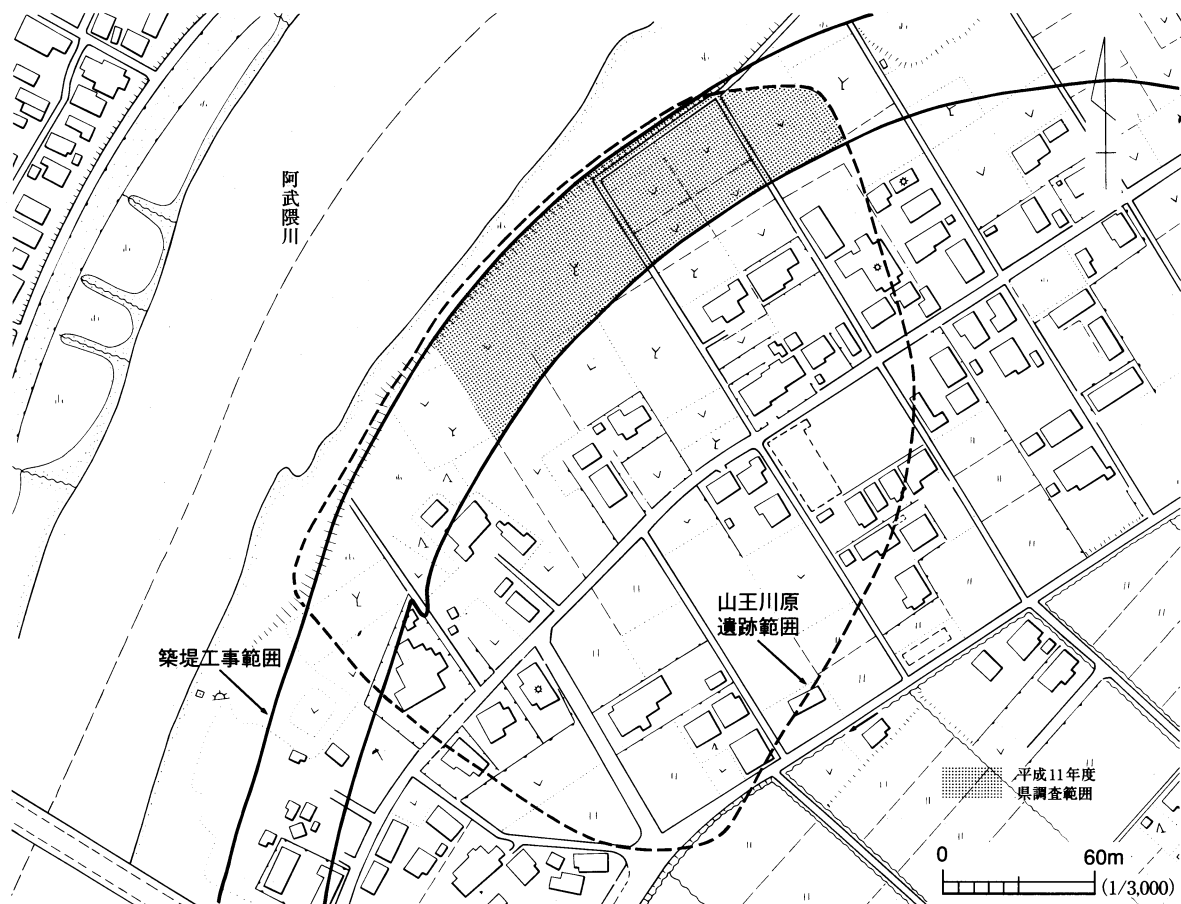 阿武隈川
築堤工事範囲
山王川原
遺跡範囲
平成11年度
県調査範囲
0 60m
(1/3,000)